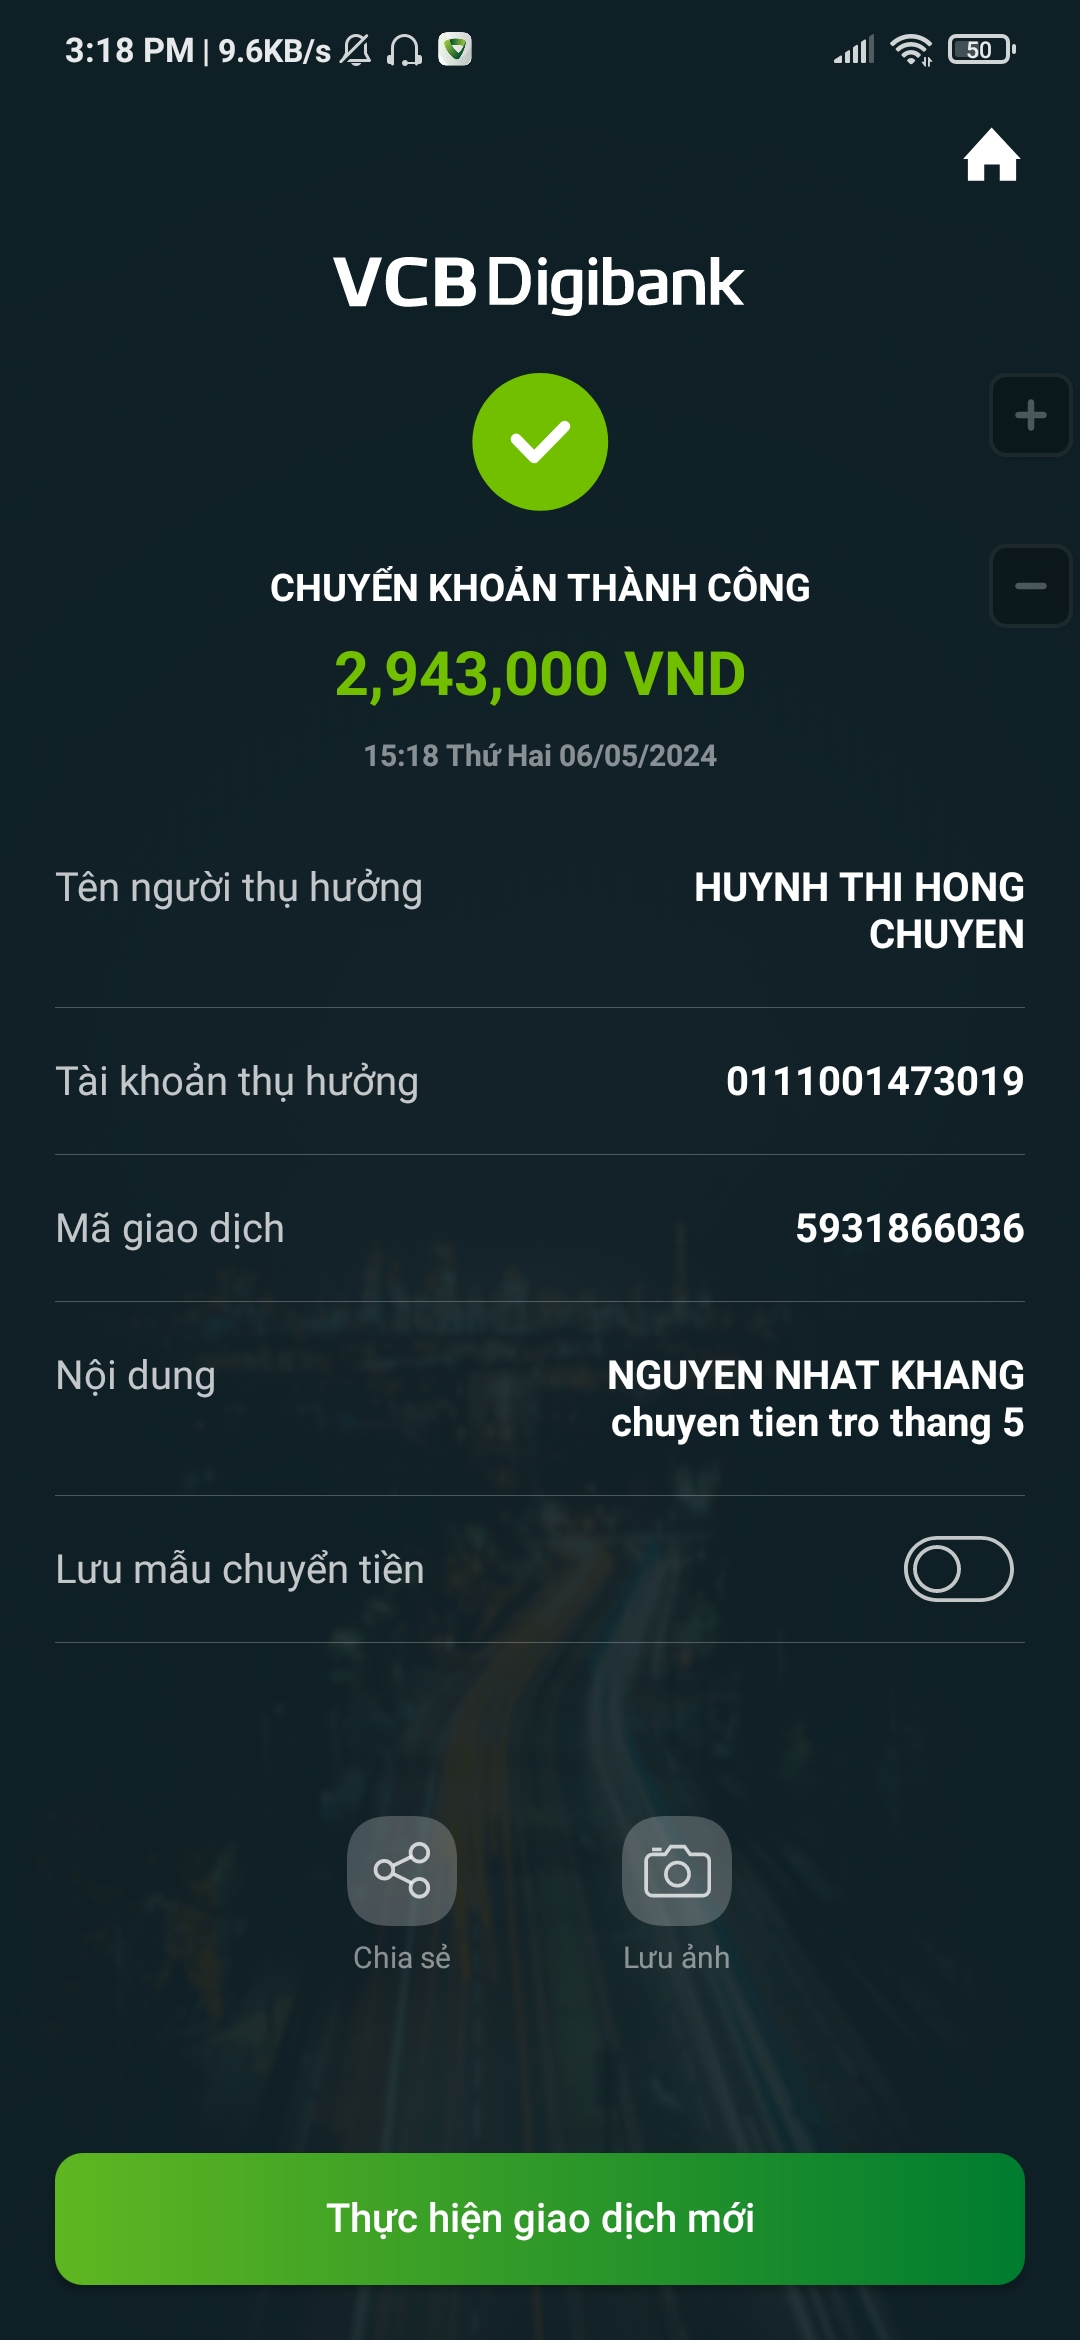 3:18 PM | 9.6KB/s
50
VCB Digibank
CHUYỂN KHOẢN THÀNH CÔNG
2,943,000 VND
15:18 Thứ Hai 06/05/2024
Tên người thụ hưởng
HUYNH THI HONG
CHUYEN
Tài khoản thụ hưởng
0111001473019
Mã giao dịch
5931866036
Nội dung
NGUYEN NHAT KHANG
chuyen tien tro thang 5
Lưu mẫu chuyển tiền
Chia sẻ
Lưu ảnh
Thực hiện giao dịch mới